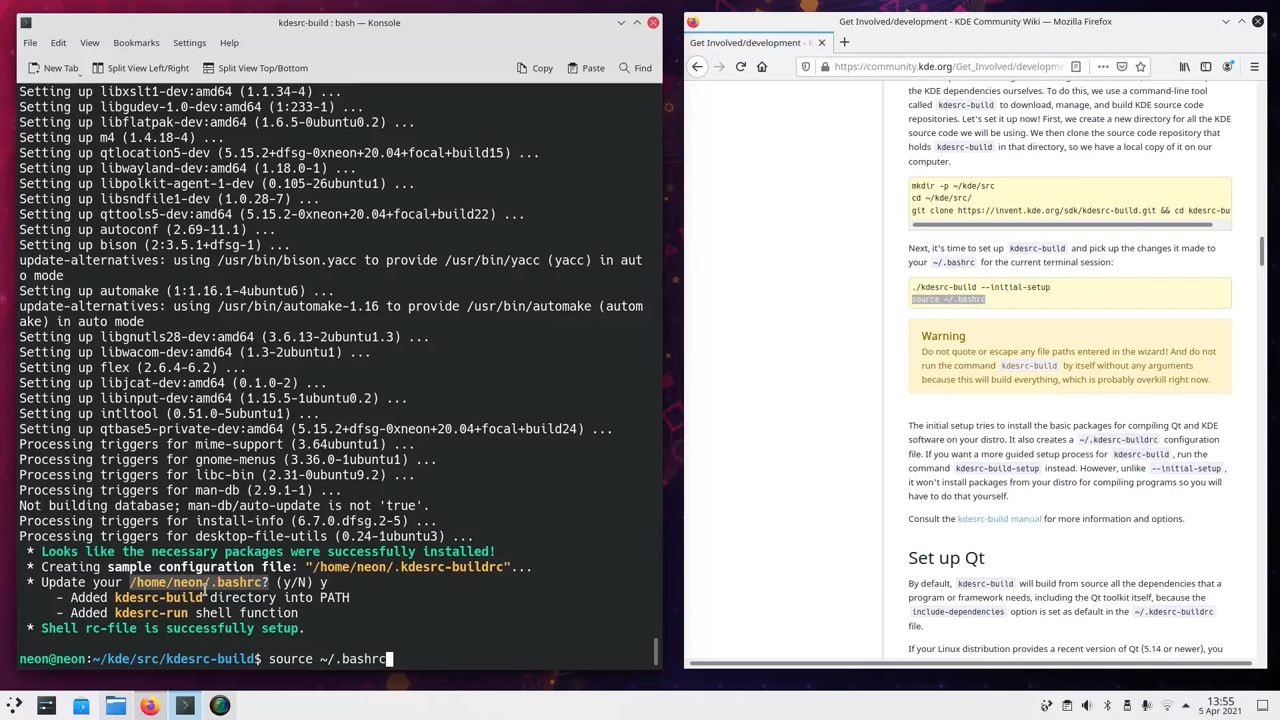 kdesrc-build : bash — Konsole
File Edit View Bookmarks Settings Help
New Tab Split View Left/Right Split View Top/Bottom Copy Paste Find
Setting up libxslt1-dev:amd64 (1.1.34-4) ...
Setting up libgudev-1.0-dev:amd64 (1:233-1) ...
Setting up libflatpak-dev:amd64 (1.6.5-0ubuntu0.2) ...
Setting up m4 (1.4.18-4) ...
Setting up qtlocation5-dev (5.15.2+dfsg-0xneon+20.04+focal+build15) ...
Setting up libwayland-dev:amd64 (1.18.0-1) ...
Setting up libpolkit-agent-1-dev (0.105-26ubuntu1) ...
Setting up libsndfile1-dev (1.0.28-7) ...
Setting up qttools5-dev (5.15.2-0xneon+20.04+focal+build22) ...
Setting up autoconf (2.69-11.1) ...
Setting up bison (2:3.5.1+dfsg-1) ...
update-alternatives: using /usr/bin/bison.yacc to provide /usr/bin/yacc (yacc) in aut
o mode
Setting up automake (1:1.16.1-4ubuntu6) ...
update-alternatives: using /usr/bin/automake-1.16 to provide /usr/bin/automake (autom
ake) in auto mode
Setting up libgnutls28-dev:amd64 (3.6.13-2ubuntu1.3) ...
Setting up libwacom-dev:amd64 (1.3-2ubuntu1) ...
Setting up flex (2.6.4-6.2) ...
Setting up libjcat-dev:amd64 (0.1.0-2) ...
Setting up libtiff-dev:amd64 (4.1.0+git191117-2ubuntu0.20.04.1) ...
Setting up intltool (0.51.0-5ubuntu1) ...
Setting up qtbase5-private-dev:amd64 (5.15.2+dfsg-0xneon+20.04+focal+build24) ...
Processing triggers for mime-support (3.64ubuntu1) ...
Processing triggers for gnome-menus (3.36.0-1ubuntu1) ...
Processing triggers for libc-bin (2.31-0ubuntu9.2) ...
Processing triggers for man-db (2.9.1-1) ...
Not building database; man-db/auto-update is not 'true'.
Processing triggers for install-info (6.7.0.dfsg.2-5) ...
Processing triggers for desktop-file-utils (0.24-1ubuntu3) ...
* Looks like the necessary packages were successfully installed!
* Creating sample configuration file: "/home/neon/.kdesrc-buildrc"...
* Update your /home/neon/.bashrc? (y/N) y
- Added kdesrc-build directory into PATH
- Added kdesrc-run shell function
* Shell rc-file is successfully setup.
neon@neon:~/kde/src/kdesrc-build$ source ~/.bashrc
Get Involved/development - KDE Community Wiki — Mozilla Firefox
Get Involved/development - K
https://community.kde.org/Get_Involved/developm
the KDE dependencies ourselves. To do this, we use a command-line tool
called kdesrc-build to download, manage, and build KDE source code
repositories. Let's set it up now! First, we create a new directory for all the KDE
source code we will be using. We then clone the source code repository that
holds kdesrc-build in that directory, so we have a local copy of it on our
computer.
mkdir -p ~/kde/src
cd ~/kde/src/
git clone https://invent.kde.org/sdk/kdesrc-build.git && cd kdesrc-bu
Next, it's time to set up kdesrc-build and pick up the changes it made to
your ~/.bashrc for the current terminal session:
./kdesrc-build --initial-setup
source ~/.bashrc
Warning
Do not quote or escape any file paths entered in the wizard! And do not
run the command kdesrc-build by itself without any arguments
because this will build everything, which is probably overkill right now.
The initial setup tries to install the basic packages for compiling Qt and KDE
software on your distro. It also creates a ~/.kdesrc-buildrc configuration
file. If you want a more guided setup process for kdesrc-build, run the
command kdesrc-build-setup instead. However, unlike --initial-setup,
it won't install packages from your distro for compiling programs so you will
have to do that yourself.
Consult the kdesrc-build manual for more information and options.
Set up Qt
By default, kdesrc-build will build from source all the dependencies that a
program or framework needs, including the Qt toolkit itself, because the
include-dependencies option is set as default in the ~/.kdesrc-buildrc
file.
If your Linux distribution provides a recent version of Qt (5.14 or newer), you
13:55
5 Apr 2021